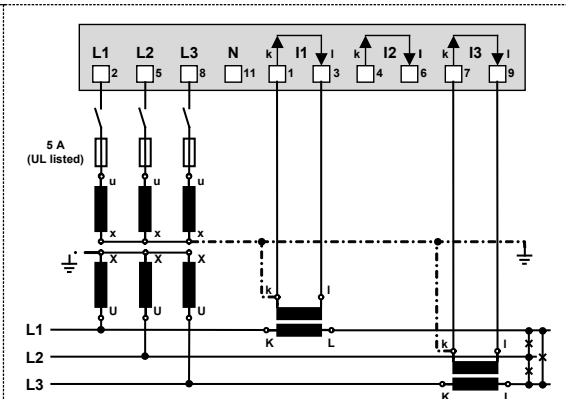 L1 L2 L3 N k I1 l k I2 l k I3 l
2 5 8 11 1 3 4 6 7 9
5 A
(UL listed)
u u u
x x x
X X X
U U U
k l
L1 K L
k l
L2
L3
K L